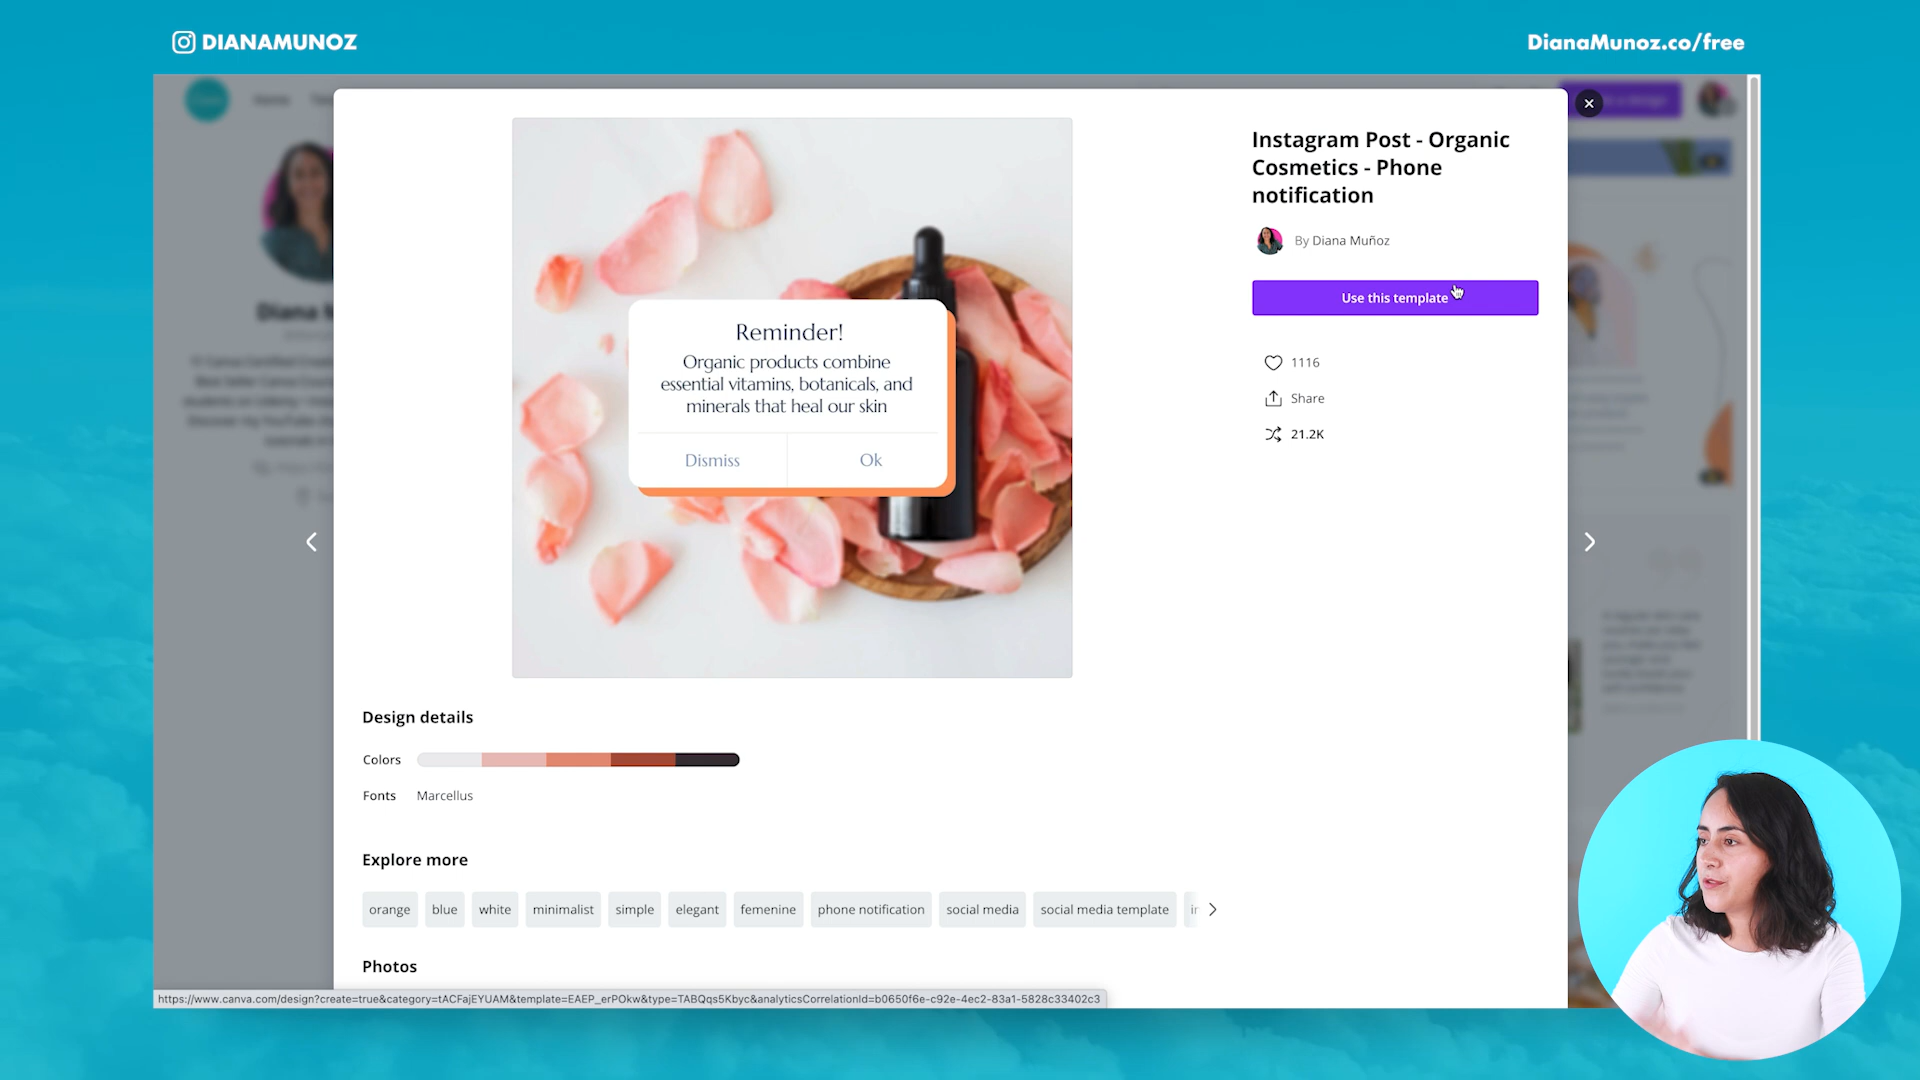 DIANAMUNOZ
DianaMunoz.co/free
Home
Diana M
Instagram Post - Organic
Cosmetics - Phone
notification
By Diana Muñoz
Use this template
1116
Share
21.2K
Reminder!
Organic products combine
essential vitamins, botanicals, and
minerals that heal our skin
Dismiss
Ok
Design details
Colors
Fonts
Marcellus
Explore more
orange
blue
white
minimalist
simple
elegant
femenine
phone notification
social media
social media template
Photos
https://www.canva.com/design?create=true&category=tACFajEYUAM&template=EAEP_erPOkw&type=TABQqs5Kbyc&analyticsCorrelationId=b0650f6e-c92e-4ec2-83a1-5828c33402c3